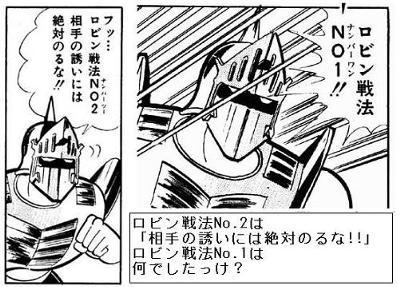 ロビン戦法
NO1!!
ナンバーワン
フッ…
ロビン戦法NO2
ナンバーツー
相手の誘いには
絶対のるな!!
ロビン戦法No.2は
「相手の誘いには絶対のるな!!」
ロビン戦法No.1は
何でしたっけ?